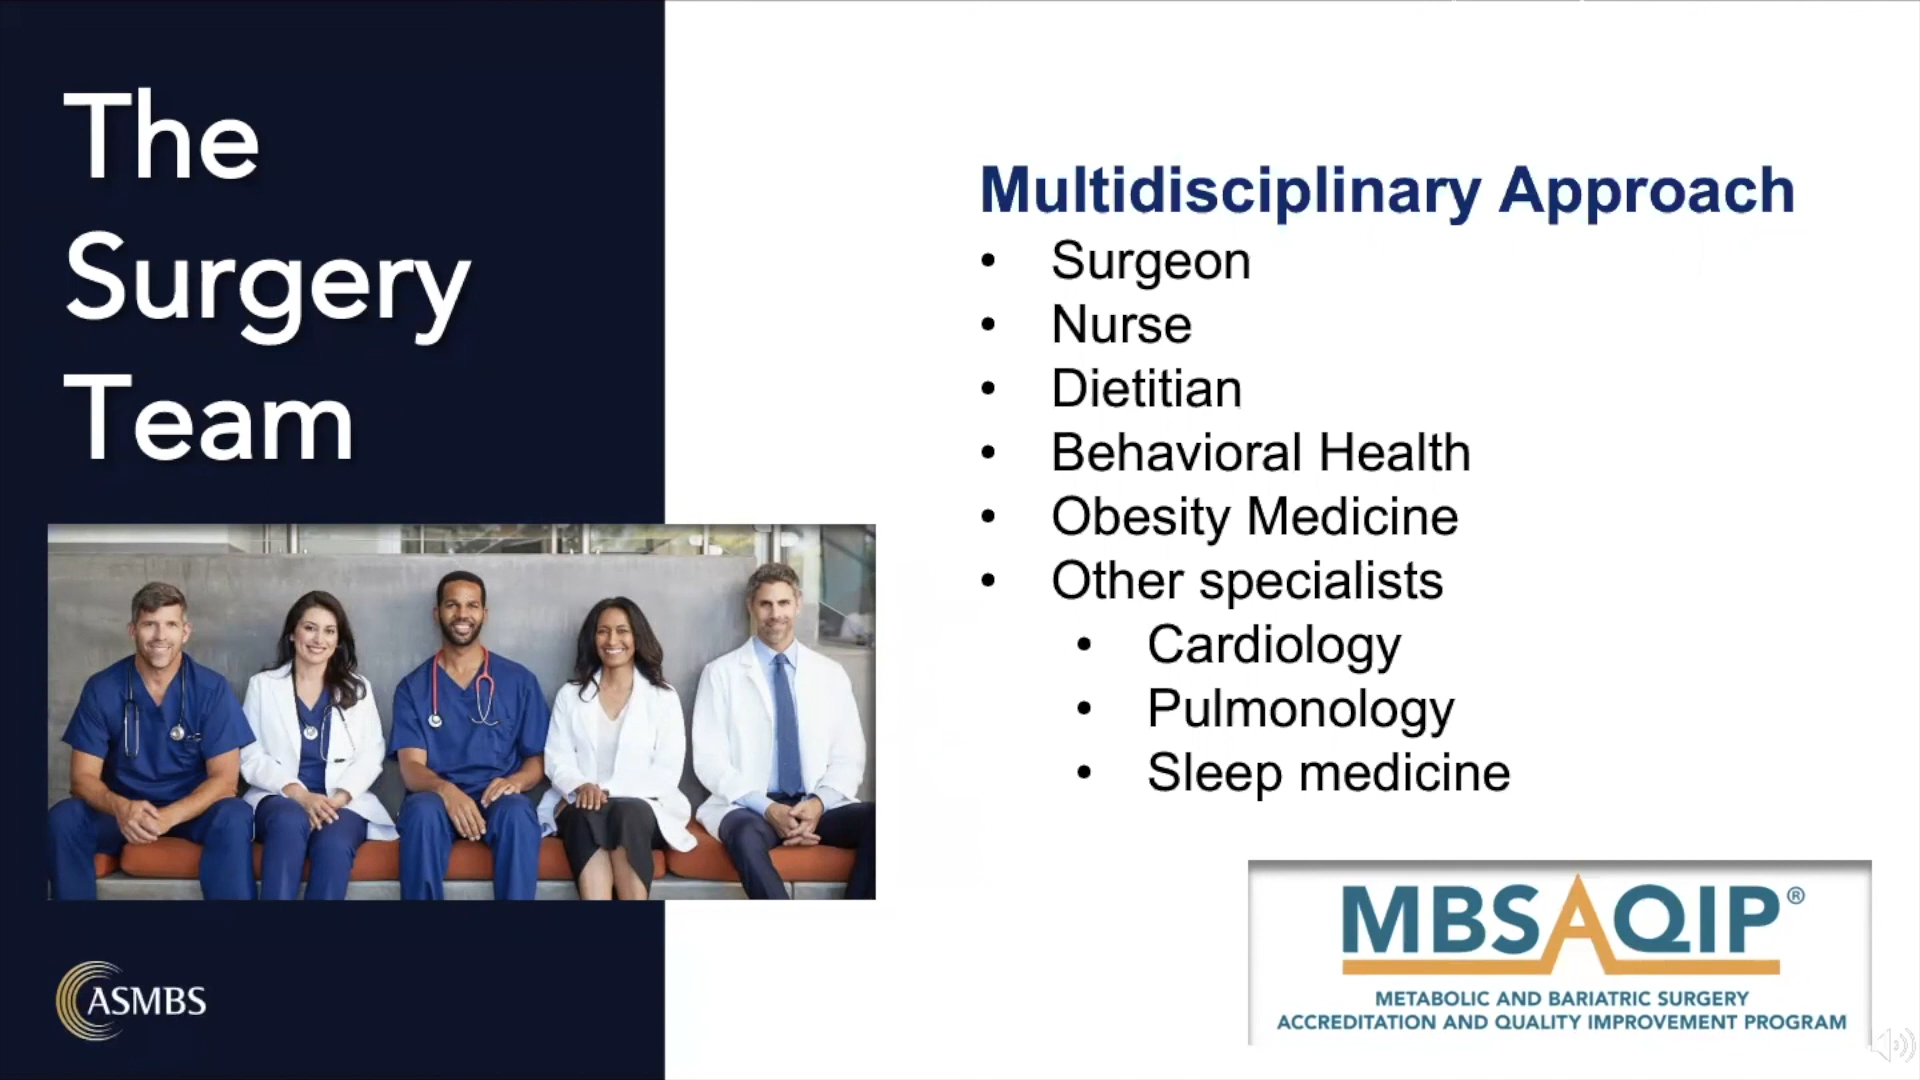 The
Surgery
Team
Multidisciplinary Approach
• Surgeon
• Nurse
• Dietitian
• Behavioral Health
• Obesity Medicine
• Other specialists
• Cardiology
• Pulmonology
• Sleep medicine
ASMBS
MBSAQIP®
METABOLIC AND BARIATRIC SURGERY
ACCREDITATION AND QUALITY IMPROVEMENT PROGRAM